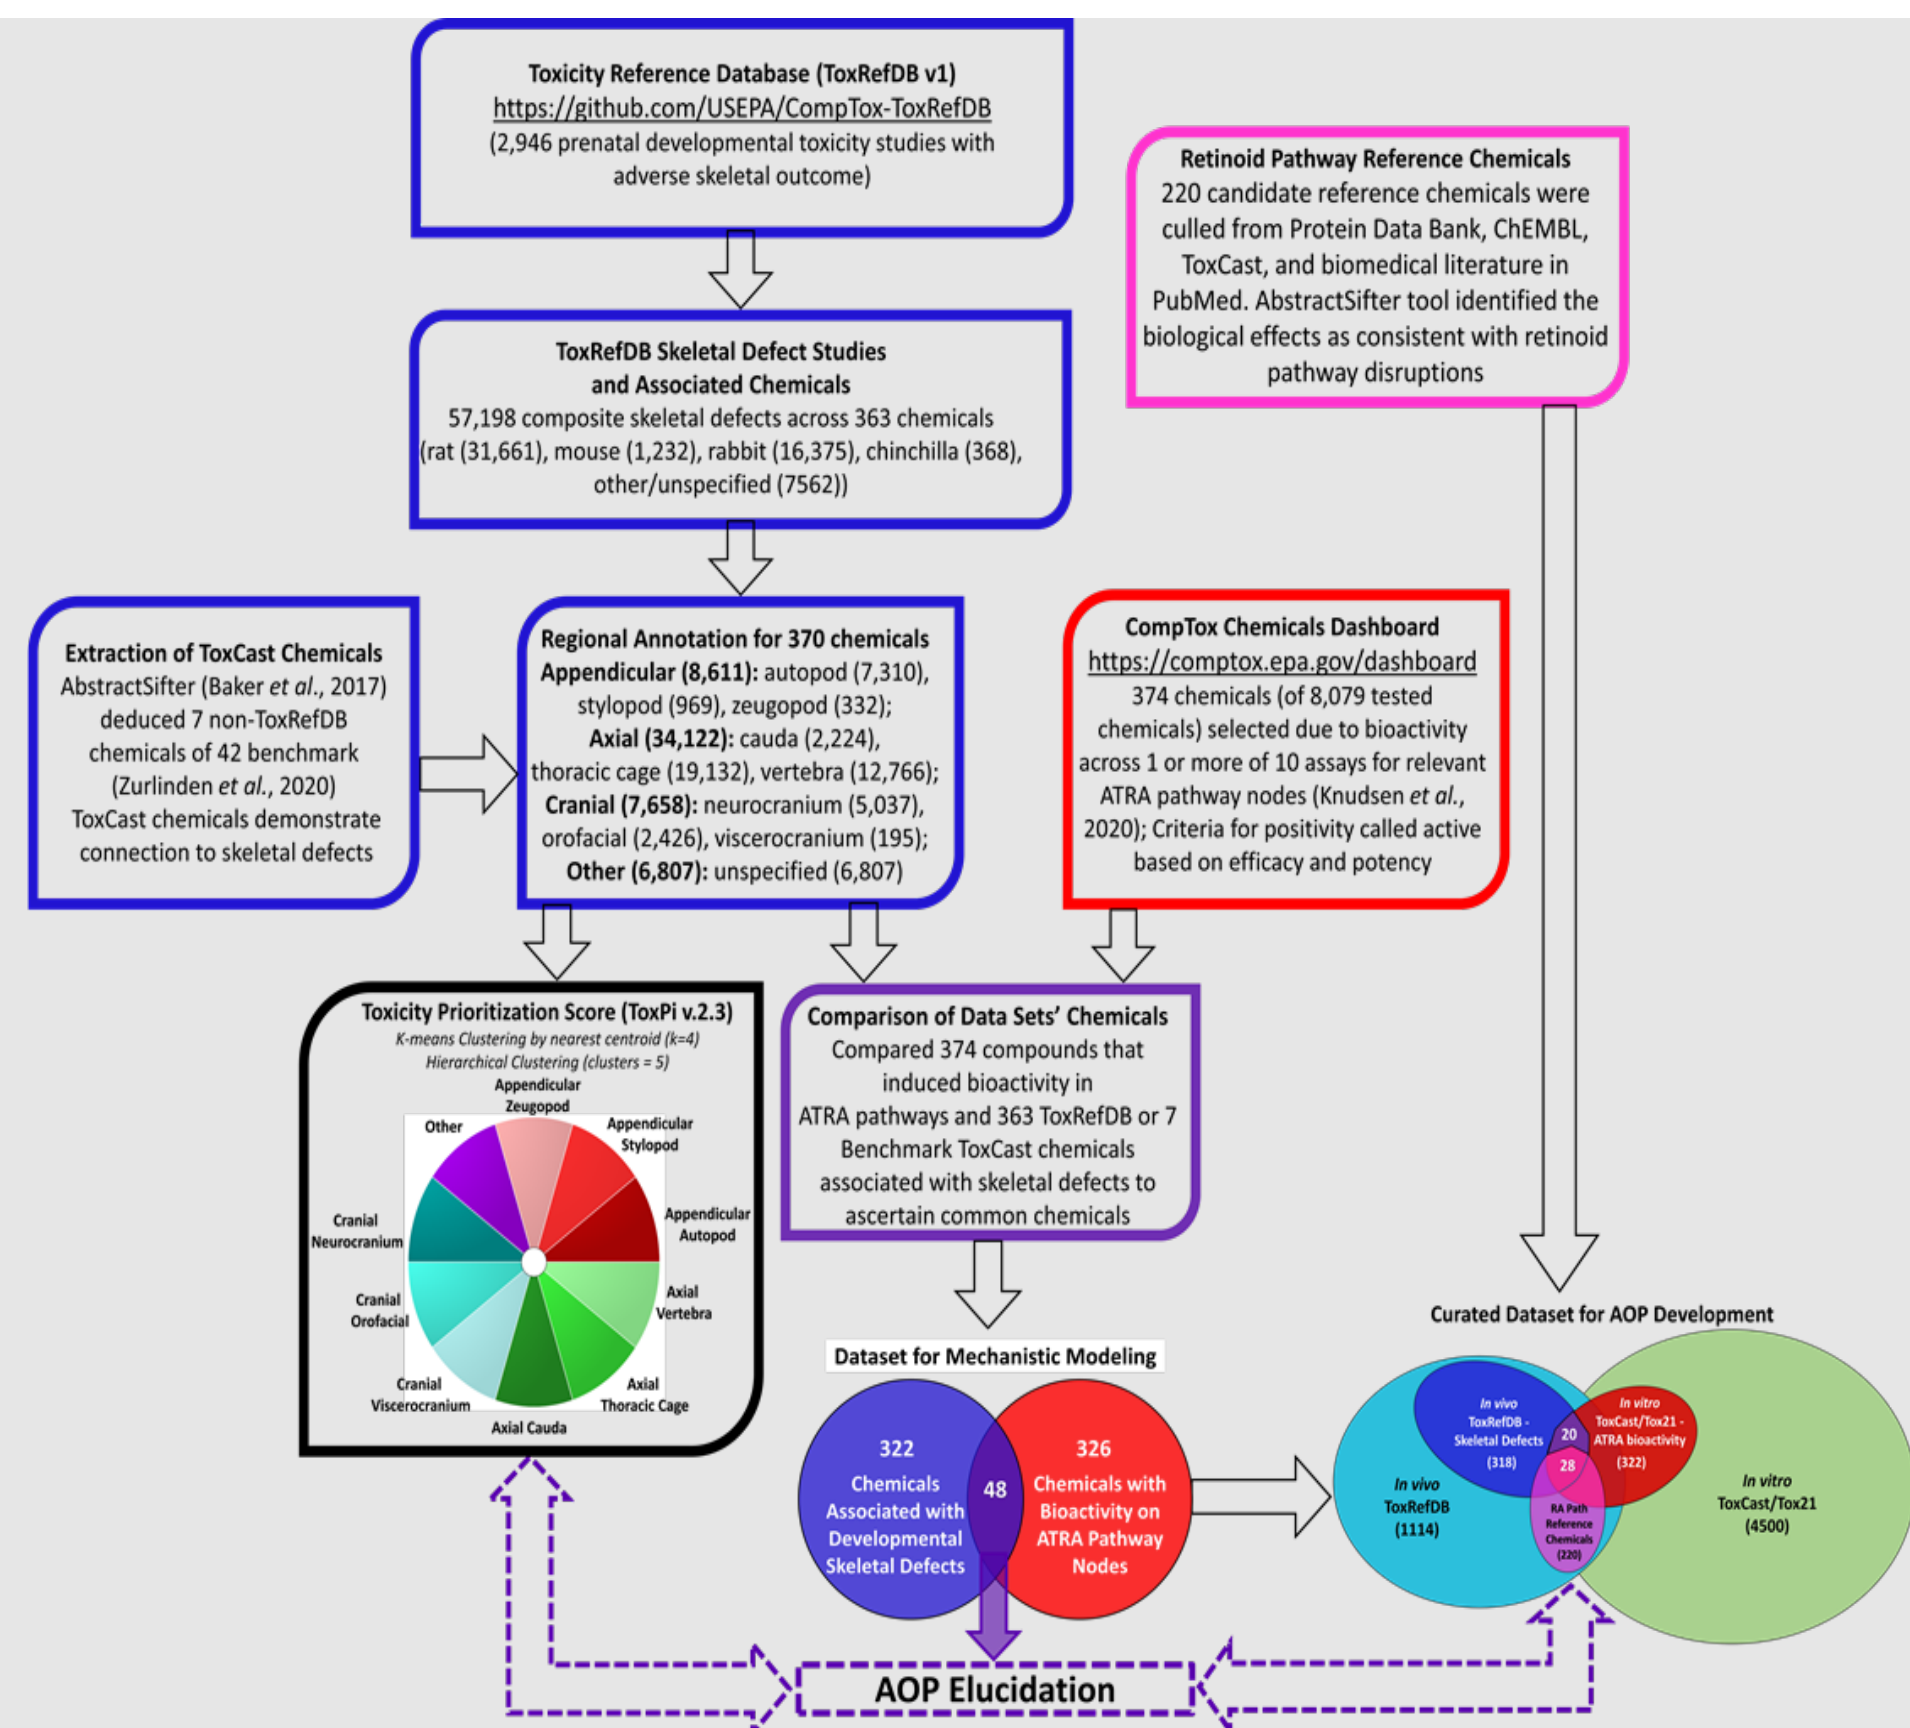 Toxicity Reference Database (ToxRefDB v1)
https://github.com/USEPA/CompTox-ToxRefDB
(2,946 prenatal developmental toxicity studies with
adverse skeletal outcome)
Retinoid Pathway Reference Chemicals
220 candidate reference chemicals were
culled from Protein Data Bank, ChEMBL,
ToxCast, and biomedical literature in
PubMed. AbstractSifter tool identified the
biological effects as consistent with retinoid
pathway disruptions
ToxRefDB Skeletal Defect Studies
and Associated Chemicals
57,198 composite skeletal defects across 363 chemicals
(rat (31,661), mouse (1,232), rabbit (16,375), chinchilla (368),
other/unspecified (7562))
Extraction of ToxCast Chemicals
AbstractSifter (Baker et al., 2017)
deduced 7 non-ToxRefDB
chemicals of 42 benchmark
(Zurlinden et al., 2020)
ToxCast chemicals demonstrate
connection to skeletal defects
Regional Annotation for 370 chemicals
Appendicular (8,611): autopod (7,310),
stylopod (969), zeugopod (332);
Axial (34,122): cauda (2,224),
thoracic cage (19,132), vertebra (12,766);
Cranial (7,658): neurocranium (5,037),
orofacial (2,426), viscerocranium (195);
Other (6,807): unspecified (6,807)
CompTox Chemicals Dashboard
https://comptox.epa.gov/dashboard
374 chemicals (of 8,079 tested
chemicals) selected due to bioactivity
across 1 or more of 10 assays for relevant
ATRA pathway nodes (Knudsen et al.,
2020); Criteria for positivity called active
based on efficacy and potency
Toxicity Prioritization Score (ToxPi v.2.3)
K-means Clustering by nearest centroid (k=4)
Hierarchical Clustering (clusters = 5)
Appendicular
Zeugopod
Appendicular
Stylopod
Appendicular
Autopod
Axial
Vertebra
Axial
Thoracic Cage
Axial Cauda
Cranial
Viscerocranium
Cranial
Orofacial
Cranial
Neurocranium
Other
Comparison of Data Sets’ Chemicals
Compared 374 compounds that
induced bioactivity in
ATRA pathways and 363 ToxRefDB or 7
Benchmark ToxCast chemicals
associated with skeletal defects to
ascertain common chemicals
Dataset for Mechanistic Modeling
322
Chemicals
Associated with
Developmental
Skeletal Defects
48
326
Chemicals with
Bioactivity on
ATRA Pathway
Nodes
Curated Dataset for AOP Development
In vivo
ToxRefDB -
Skeletal Defects
(318)
In vitro
ToxCast/Tox21 -
ATRA bioactivity
(322)
20
28
RA Path
Reference
Chemicals
(220)
In vivo
ToxRefDB
(1114)
In vitro
ToxCast/Tox21
(4500)
AOP Elucidation